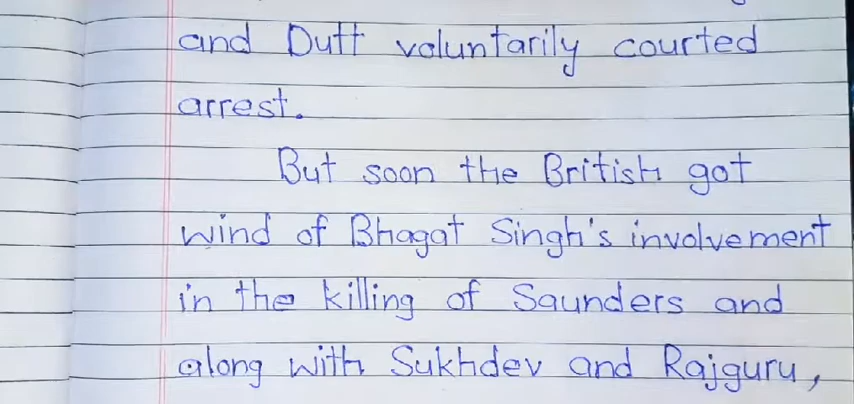 and Dutt voluntarily courted
arrest.
But soon the British got
wind of Bhagat Singh's involvement
in the killing of Saunders and
along with Sukhdev and Rajguru,